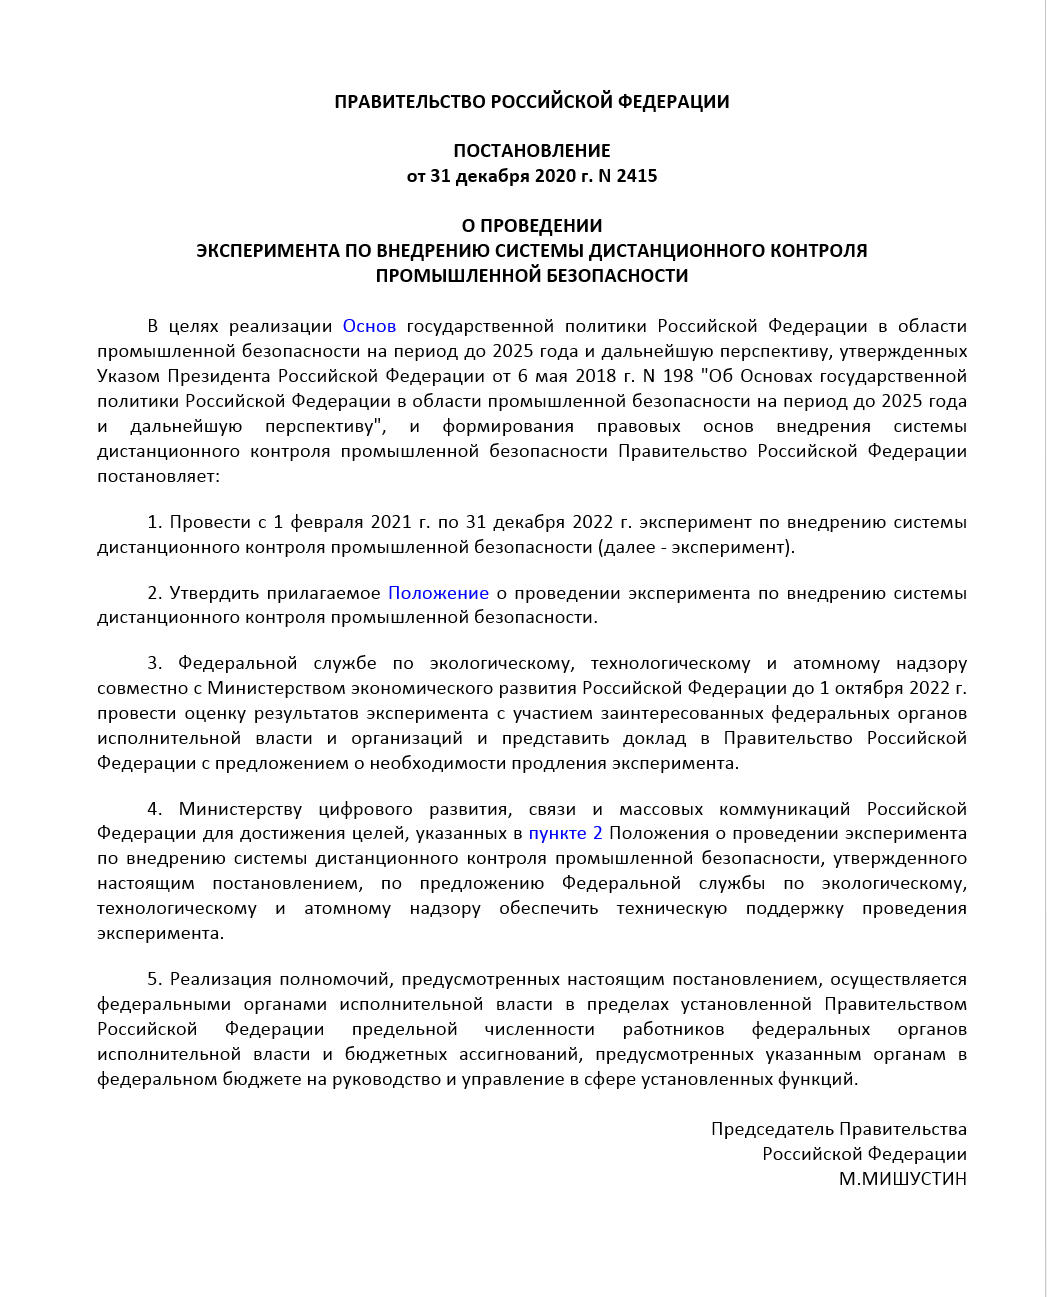 ПРАВИТЕЛЬСТВО РОССИЙСКОЙ ФЕДЕРАЦИИ
ПОСТАНОВЛЕНИЕ
от 31 декабря 2020 г. N 2415
О ПРОВЕДЕНИИ
ЭКСПЕРИМЕНТА ПО ВНЕДРЕНИЮ СИСТЕМЫ ДИСТАНЦИОННОГО КОНТРОЛЯ
ПРОМЫШЛЕННОЙ БЕЗОПАСНОСТИ
В целях реализации Основ государственной политики Российской Федерации в области
промышленной безопасности на период до 2025 года и дальнейшую перспективу, утвержденных
Указом Президента Российской Федерации от 6 мая 2018 г. N 198 "Об Основах государственной
политики Российской Федерации в области промышленной безопасности на период до 2025 года
и дальнейшую перспективу", и формирования правовых основ внедрения системы
дистанционного контроля промышленной безопасности Правительство Российской Федерации
постановляет:
1. Провести с 1 февраля 2021 г. по 31 декабря 2022 г. эксперимент по внедрению системы
дистанционного контроля промышленной безопасности (далее - эксперимент).
2. Утвердить прилагаемое Положение о проведении эксперимента по внедрению системы
дистанционного контроля промышленной безопасности.
3. Федеральной службе по экологическому, технологическому и атомному надзору
совместно с Министерством экономического развития Российской Федерации до 1 октября 2022 г.
провести оценку результатов эксперимента с участием заинтересованных федеральных органов
исполнительной власти и организаций и представить доклад в Правительство Российской
Федерации с предложением о необходимости продления эксперимента.
4. Министерству цифрового развития, связи и массовых коммуникаций Российской
Федерации для достижения целей, указанных в пункте 2 Положения о проведении эксперимента
по внедрению системы дистанционного контроля промышленной безопасности, утвержденного
настоящим постановлением, по предложению Федеральной службы по экологическому,
технологическому и атомному надзору обеспечить техническую поддержку проведения
эксперимента.
5. Реализация полномочий, предусмотренных настоящим постановлением, осуществляется
федеральными органами исполнительной власти в пределах установленной Правительством
Российской Федерации предельной численности работников федеральных органов
исполнительной власти и бюджетных ассигнований, предусмотренных указанным органам в
федеральном бюджете на руководство и управление в сфере установленных функций.
Председатель Правительства
Российской Федерации
М.МИШУСТИН